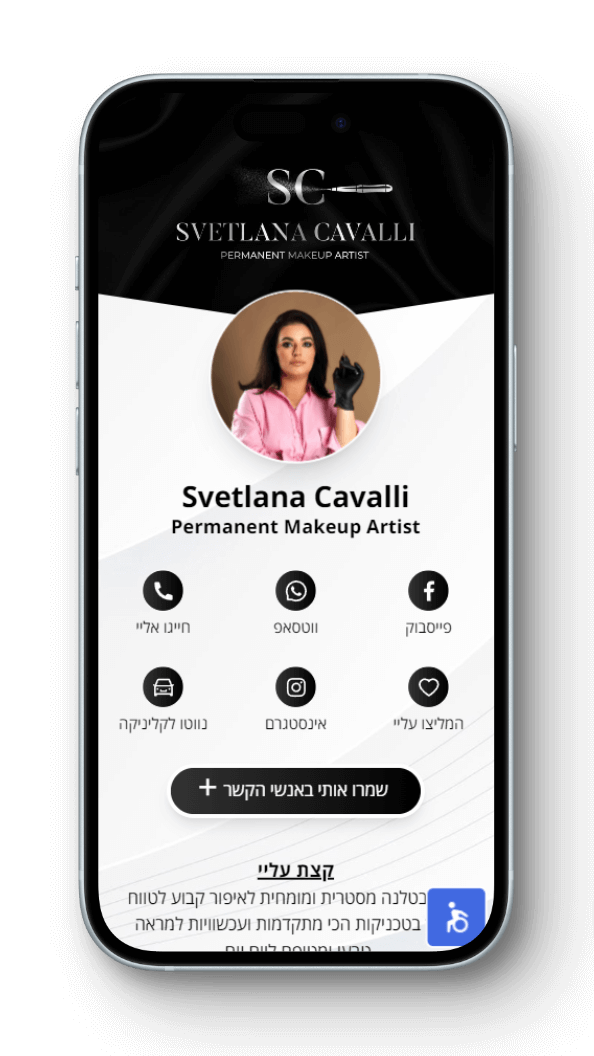 SC
SVETLANA CAVALLI
PERMANENT MAKEUP ARTIST
Svetlana Cavalli
Permanent Makeup Artist
פייסבוק ווטסאפ חייגו אליי
המליצו עליי אינסטגרם נווטו לקליניקה
שמרו אותי באנשי הקשר +
קצת עליי
בטלנה מסטרית ומומחית לאיפור קבוע לטווח
בטכניקות הכי מתקדמות ועכשוויות למראה